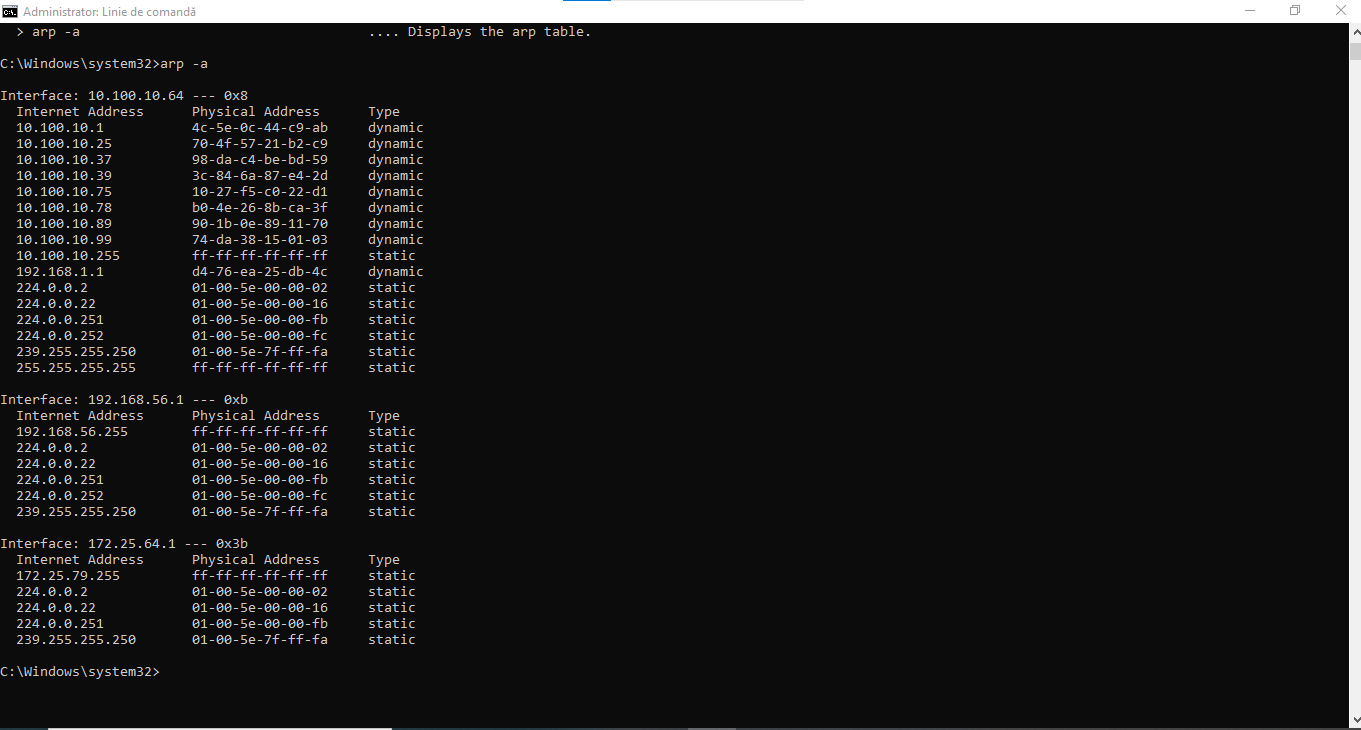 Administrator: Linie de comandă
> arp -a .... Displays the arp table.
C:\Windows\system32>arp -a
Interface: 10.100.10.64 --- 0x8
Internet Address Physical Address Type
10.100.10.1 4c-5e-0c-44-c9-ab dynamic
10.100.10.25 70-4f-57-21-b2-c9 dynamic
10.100.10.37 98-da-c4-be-bd-59 dynamic
10.100.10.39 3c-84-6a-87-e4-2d dynamic
10.100.10.75 10-27-f5-c0-22-d1 dynamic
10.100.10.78 b0-4e-26-8b-ca-3f dynamic
10.100.10.89 90-1b-0e-89-11-70 dynamic
10.100.10.99 74-da-38-15-01-03 dynamic
10.100.10.255 ff-ff-ff-ff-ff-ff static
192.168.1.1 d4-76-ea-25-db-4c dynamic
224.0.0.2 01-00-5e-00-00-02 static
224.0.0.22 01-00-5e-00-00-16 static
224.0.0.251 01-00-5e-00-00-fb static
224.0.0.252 01-00-5e-00-00-fc static
239.255.255.250 01-00-5e-7f-ff-fa static
255.255.255.255 ff-ff-ff-ff-ff-ff static
Interface: 192.168.56.1 --- 0xb
Internet Address Physical Address Type
192.168.56.255 ff-ff-ff-ff-ff-ff static
224.0.0.2 01-00-5e-00-00-02 static
224.0.0.22 01-00-5e-00-00-16 static
224.0.0.251 01-00-5e-00-00-fb static
224.0.0.252 01-00-5e-00-00-fc static
239.255.255.250 01-00-5e-7f-ff-fa static
Interface: 172.25.64.1 --- 0x3b
Internet Address Physical Address Type
172.25.79.255 ff-ff-ff-ff-ff-ff static
224.0.0.2 01-00-5e-00-00-02 static
224.0.0.22 01-00-5e-00-00-16 static
224.0.0.251 01-00-5e-00-00-fb static
239.255.255.250 01-00-5e-7f-ff-fa static
C:\Windows\system32>